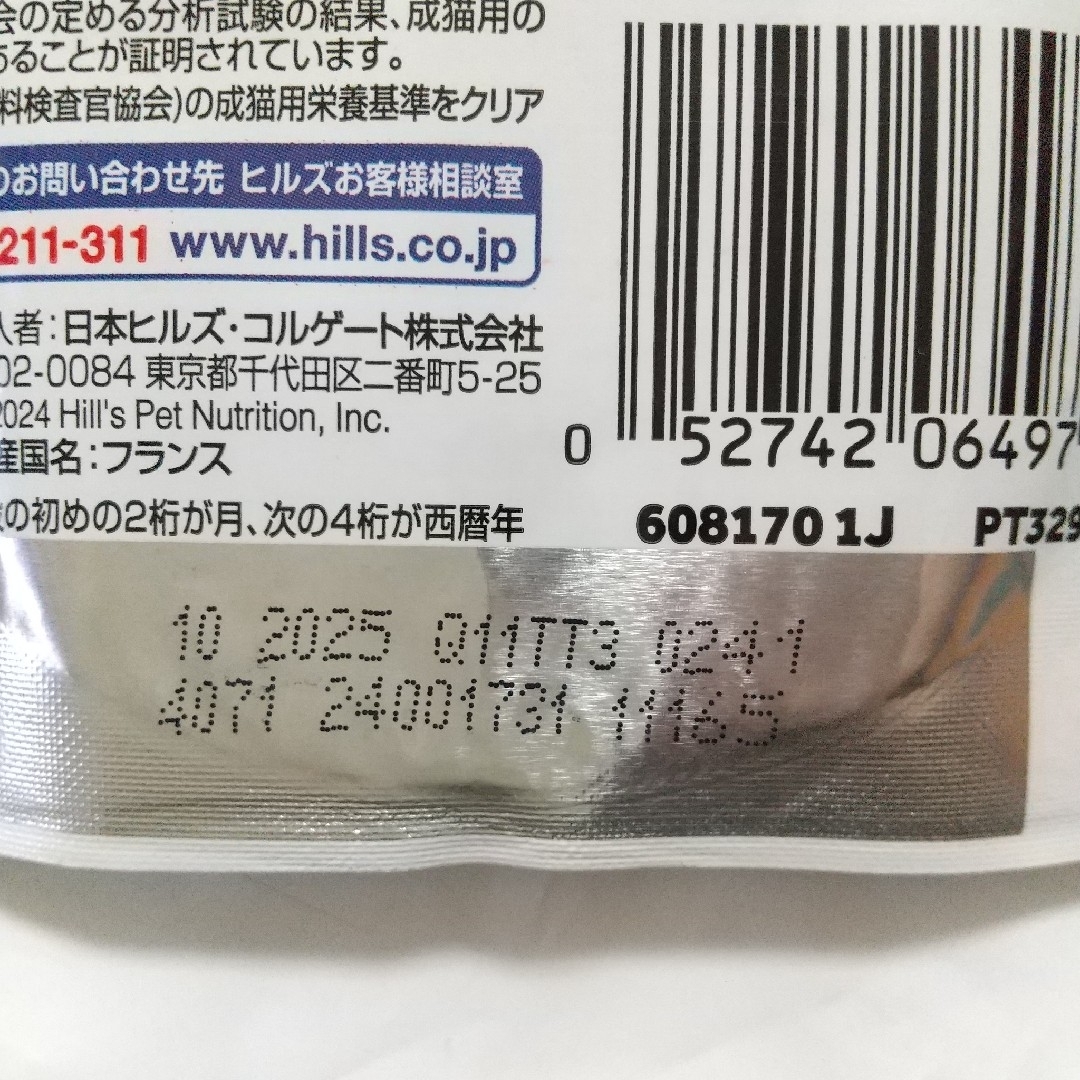 会の定める分析試験の結果、成猫用の
あることが証明されています。
料検査官協会)の成猫用栄養基準をクリア
のお問い合わせ先 ヒルズお客様相談室
211-311 www.hills.co.jp
入者:日本ヒルズ・コルゲート株式会社
02-0084 東京都千代田区二番町5-25
2024 Hill's Pet Nutrition, Inc.
産国名:フランス
の初めの2桁が月、次の4桁が西暦年
0 52742 06497
608170 1J PT329
10 2025 Q11TT3 0244
4071 24001731 11165